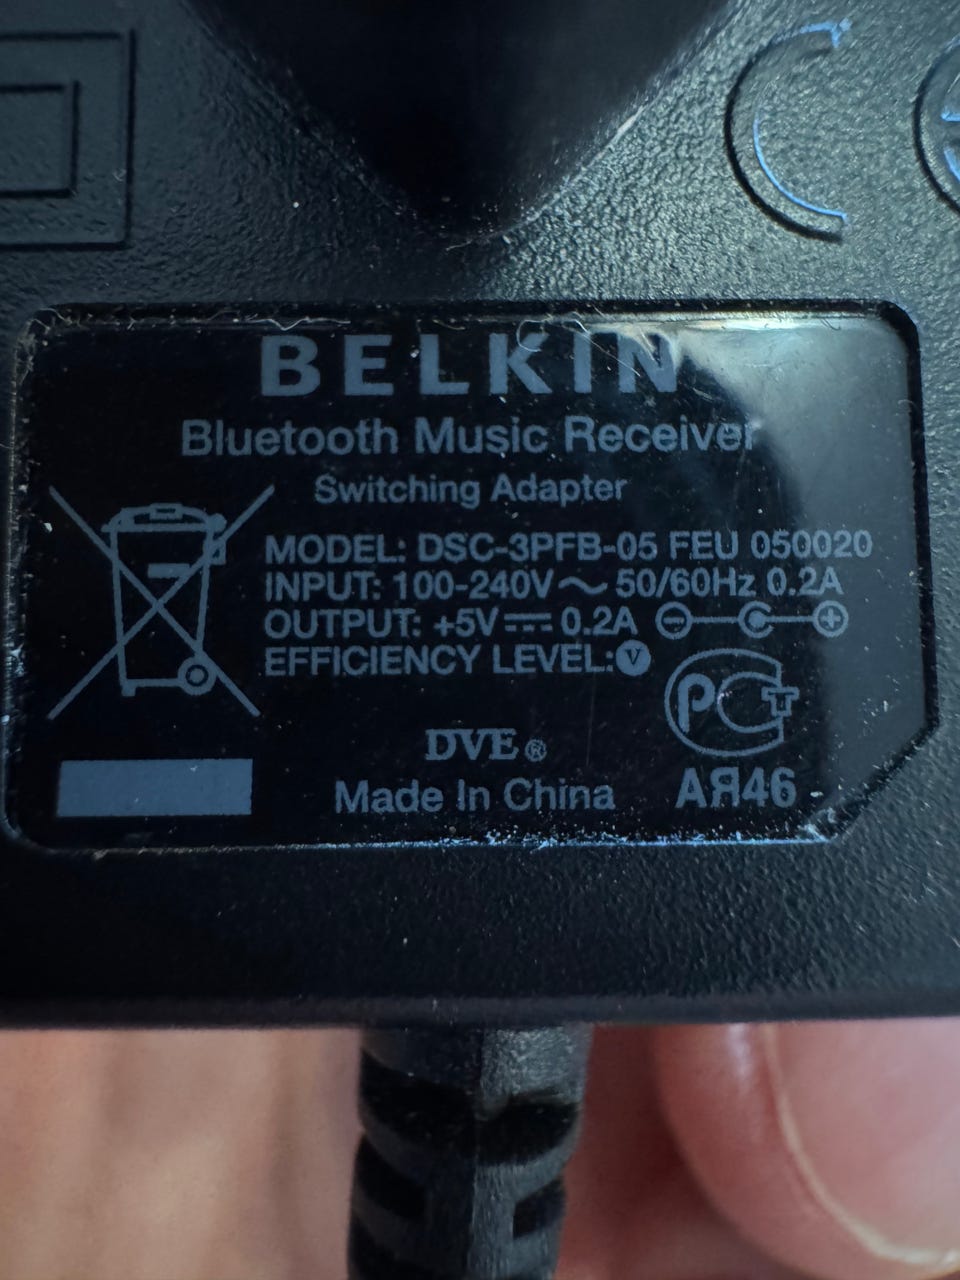 BELKIN
Bluetooth Music Receiver
Switching Adapter
MODEL: DSC-3PFB-05 FEU 050020
INPUT: 100-240V～ 50/60Hz 0.2A
OUTPUT: +5V⎓0.2A
EFFICIENCY LEVEL: V
РСТ
DVE®
Made In China
АЯ46